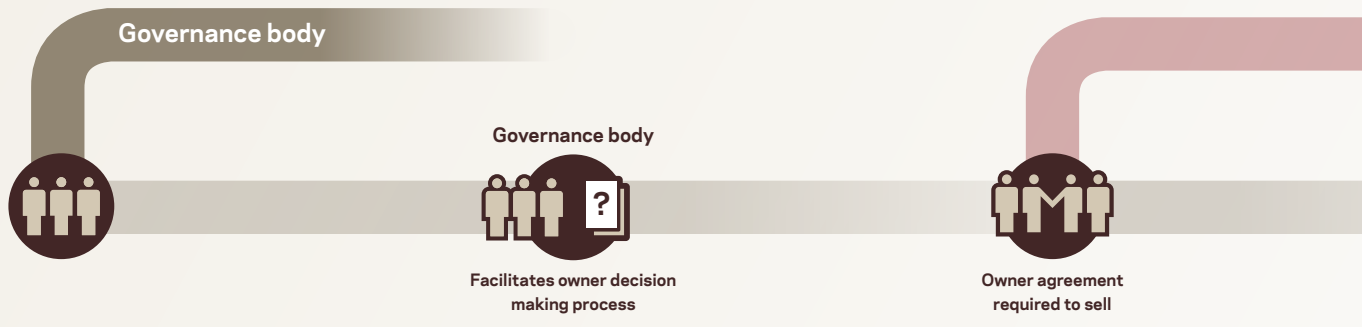 Governance body
Governance body
?
Facilitates owner decision
making process
Owner agreement
required to sell